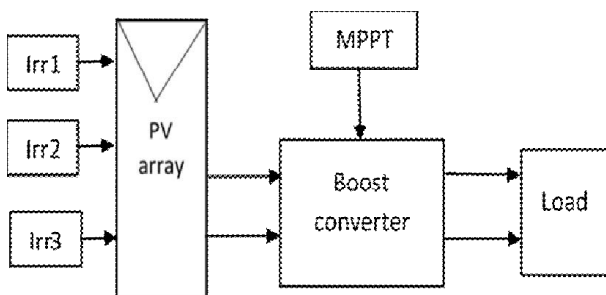 MPPT
Irr1
Irr2
Irr3
PV
array
Boost
converter
Load